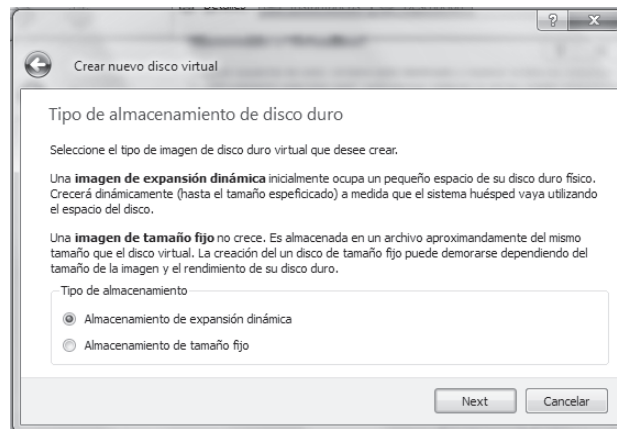 Detalles
Crear nuevo disco virtual
Tipo de almacenamiento de disco duro
Seleccione el tipo de imagen de disco duro virtual que desee crear.
Una imagen de expansión dinámica inicialmente ocupa un pequeño espacio de su disco duro físico.
Crecerá dinámicamente (hasta el tamaño espeficicado) a medida que el sistema huésped vaya utilizando
el espacio del disco.
Una imagen de tamaño fijo no crece. Es almacenada en un archivo aproximandamente del mismo
tamaño que el disco virtual. La creación del un disco de tamaño fijo puede demorarse dependiendo del
tamaño de la imagen y el rendimiento de su disco duro.
Tipo de almacenamiento
Almacenamiento de expansión dinámica
Almacenamiento de tamaño fijo
Next Cancelar